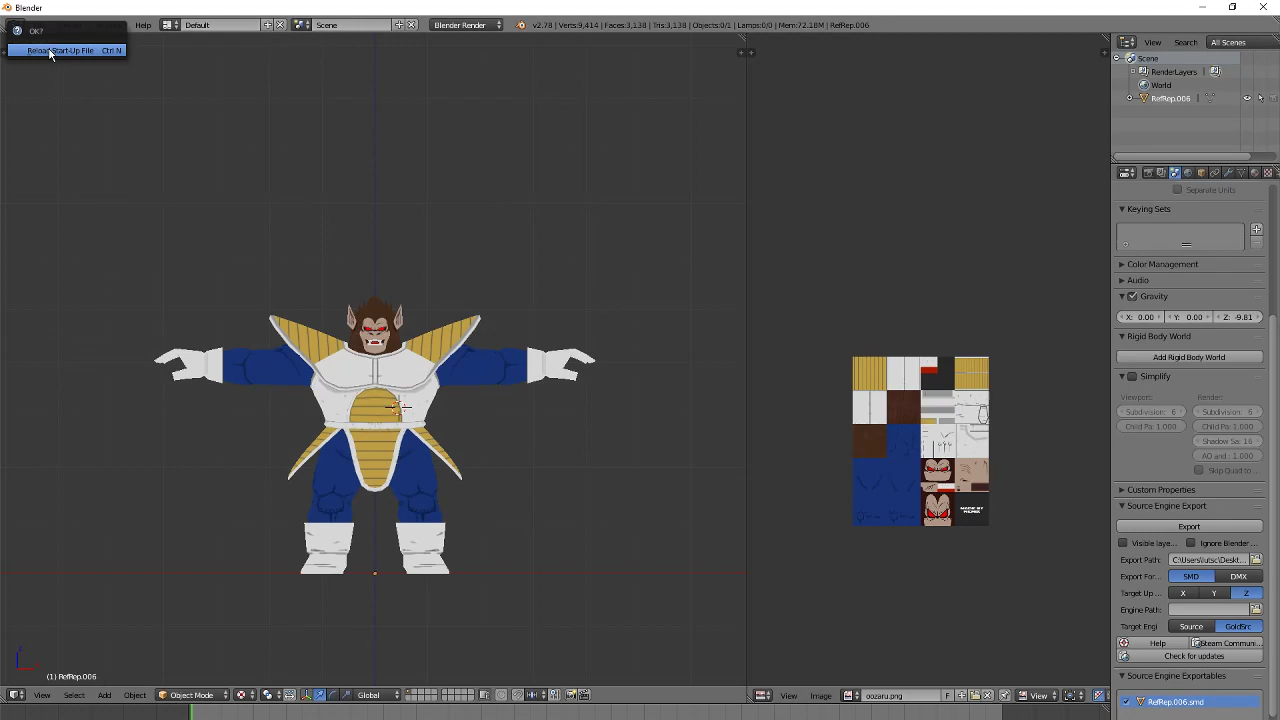 Blender
Help
Default
Scene
Blender Render
v2.78 | Verts:9,414 | Faces:3,138 | Tris:3,138 | Objects:0/1 | Lamps:0/0 | Mem:72.18M | RefRep.006
OK?
Reload Start-Up File Ctrl N
View Search All Scenes
Scene
RenderLayers
World
RefRep.006
Separate Units
Keying Sets
Color Management
Audio
Gravity
X: 0.00 Y: 0.00 Z: -9.81
Rigid Body World
Add Rigid Body World
Simplify
Viewport: Render:
Subdivision: 6 Subdivision: 6
Child Pa: 1.000 Child Pa: 1.000
Shadow Sa: 16
AO and : 1.000
Skip Quad to ...
Custom Properties
Source Engine Export
Export
Visible laye... Ignore Blender ...
Export Path: C:\Users\lutsc\Deskt...
Export For... SMD DMX
Target Up ... X Y Z
Engine Path:
Target Engi Source GoldSrc
Help Steam Communi...
Check for updates
Source Engine Exportables
RefRep.006.smd
MADE BY
(1) RefRep.006
View Select Add Object Object Mode Global
View Image oozaru.png F View